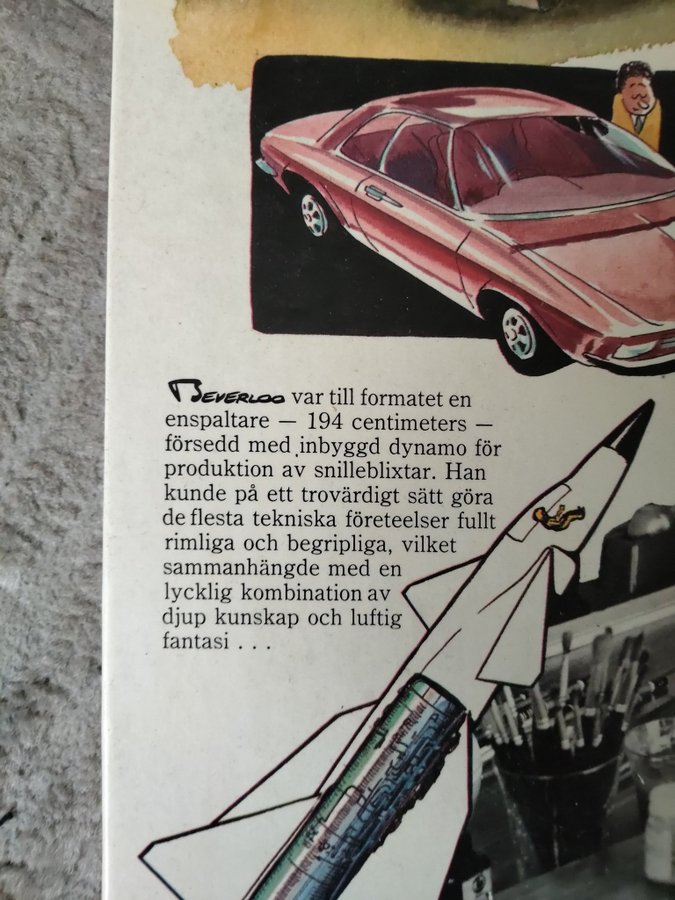 BEVERLOO var till formatet en
enspaltare — 194 centimeters —
försedd med inbyggd dynamo för
produktion av snilleblixtar. Han
kunde på ett trovärdigt sätt göra
de flesta tekniska företeelser fullt
rimliga och begripliga, vilket
sammanhängde med en
lycklig kombination av
djup kunskap och luftig
fantasi . . .